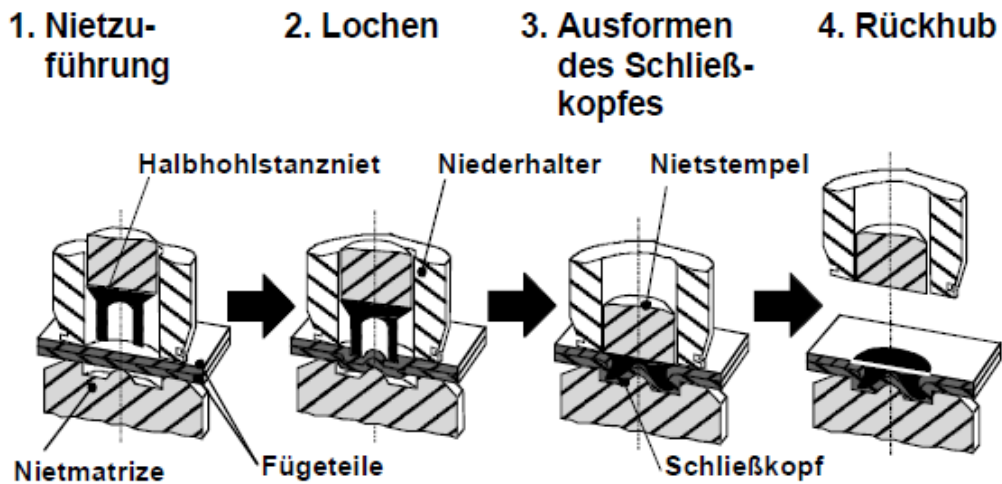 1. Nietzu-
führung
2. Lochen
3. Ausformen
des Schließ-
kopfes
4. Rückhub
Halbhohlstanzniet
Niederhalter
Nietstempel
Nietmatrize
Fügeteile
Schließkopf